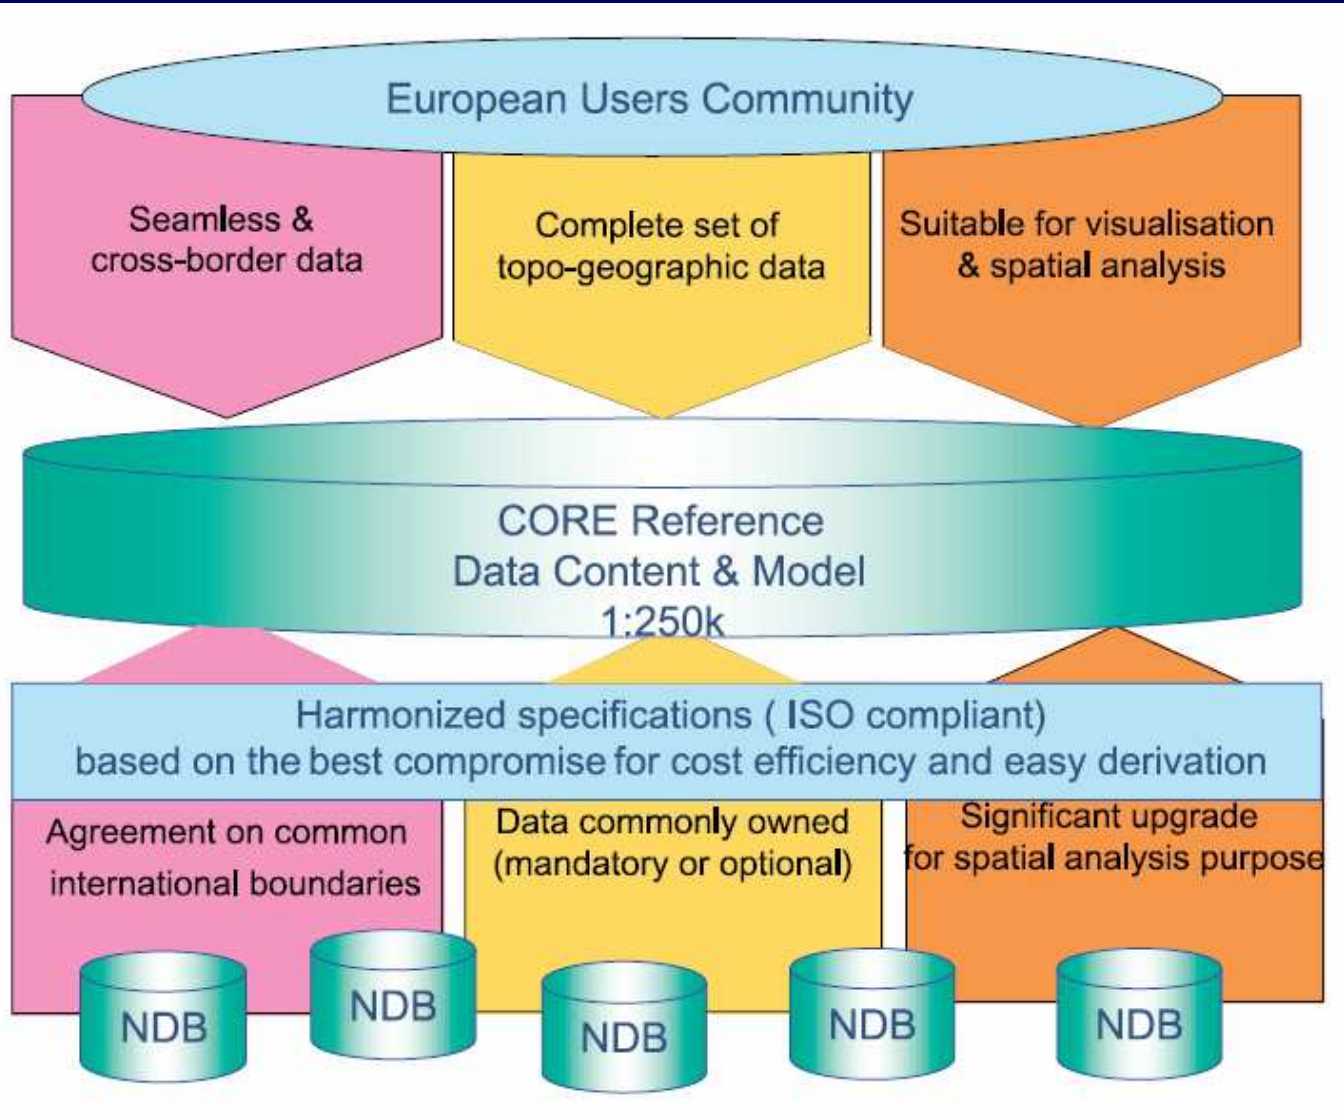 European Users Community
Seamless &
cross-border data
Complete set of
topo-geographic data
Suitable for visualisation
& spatial analysis
CORE Reference
Data Content & Model
1:250k
Harmonized specifications ( ISO compliant)
based on the best compromise for cost efficiency and easy derivation
Agreement on common
international boundaries
Data commonly owned
(mandatory or optional)
Significant upgrade
for spatial analysis purpose
NDB
NDB
NDB
NDB
NDB